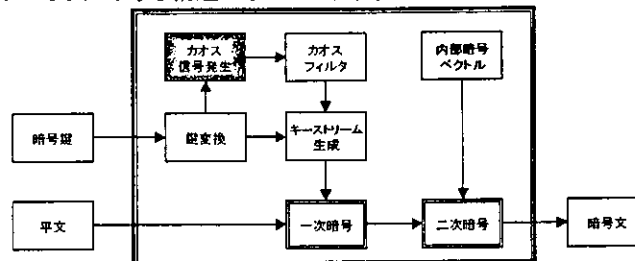 カオス
信号発生
カオス
フィルタ
内部暗号
ベクトル
暗号鍵
鍵変換
キーストリーム
生成
平文
一次暗号
二次暗号
暗号文